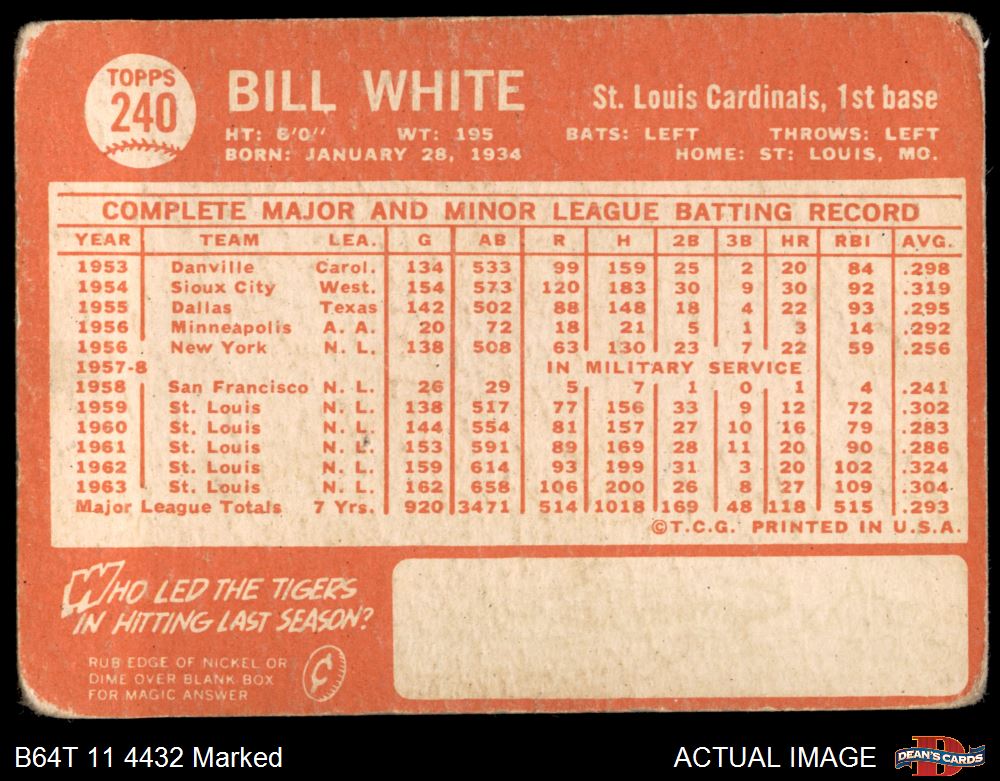 TOPPS
240
BILL WHITE
St. Louis Cardinals, 1st base
HT: 6'0" WT: 195 BATS: LEFT THROWS: LEFT
BORN: JANUARY 28, 1934 HOME: ST: LOUIS, MO.
COMPLETE MAJOR AND MINOR LEAGUE BATTING RECORD
YEAR TEAM LEA. G AB R H 2B 3B HR RBI AVG.
1953 Danville Carol. 134 533 99 159 25 2 20 84 .298
1954 Sioux City West. 154 573 120 183 30 9 30 92 .319
1955 Dallas Texas 142 502 88 148 18 4 22 93 .295
1956 Minneapolis A. A. 20 72 18 21 5 1 3 14 .292
1956 New York N. L. 138 508 63 130 23 7 22 59 .256
1957-8 IN MILITARY SERVICE
1958 San Francisco N. L. 26 29 5 7 1 0 1 4 .241
1959 St. Louis N. L. 138 517 77 156 33 9 12 72 .302
1960 St. Louis N. L. 144 554 81 157 27 10 16 79 .283
1961 St. Louis N. L. 153 591 89 169 28 11 20 90 .286
1962 St. Louis N. L. 159 614 93 199 31 3 20 102 .324
1963 St. Louis N. L. 162 658 106 200 26 8 27 109 .304
Major League Totals 7 Yrs. 920 3471 514 1018 169 48 118 515 .293
©T.C.G. PRINTED IN U.S.A.
WHO LED THE TIGERS
IN HITTING LAST SEASON?
RUB EDGE OF NICKEL OR
DIME OVER BLANK BOX
FOR MAGIC ANSWER
¢
B64T 11 4432 Marked
ACTUAL IMAGE
D
DEAN'S CARDS